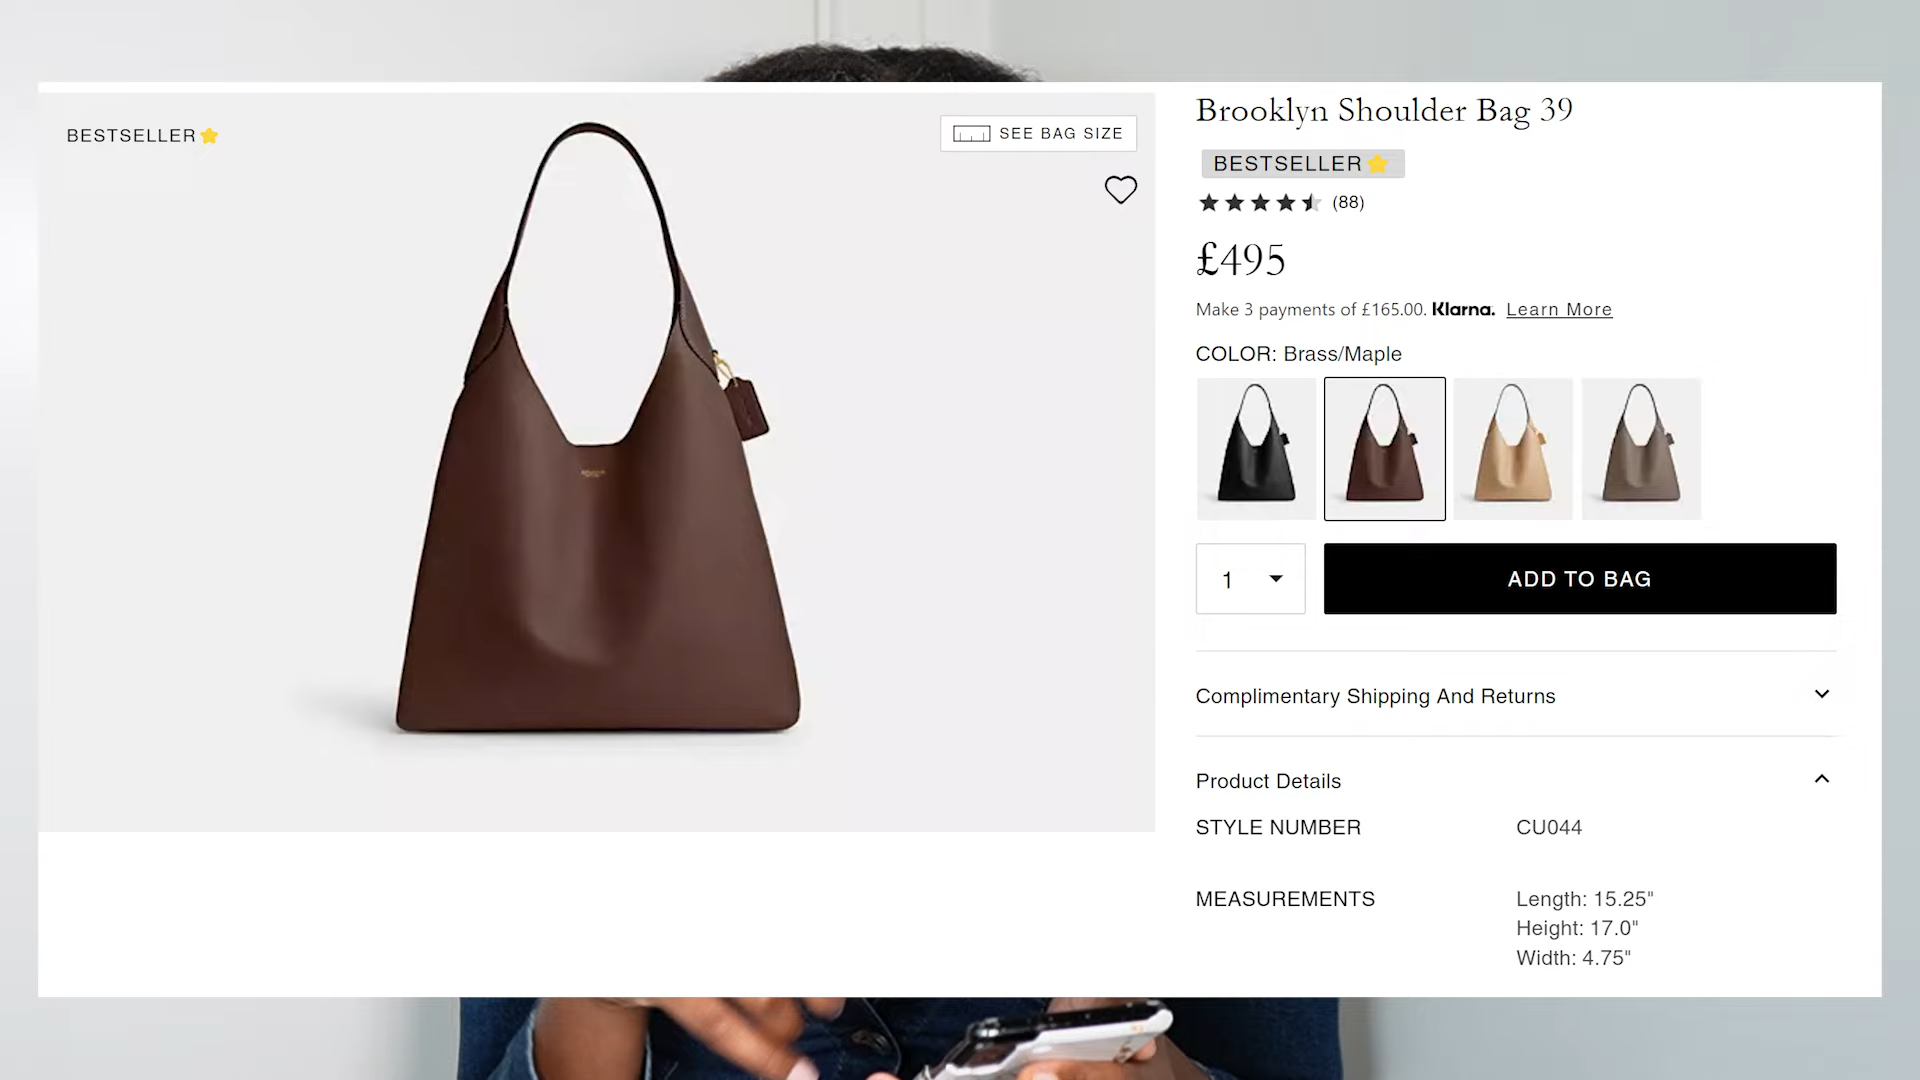 BESTSELLER⭐
SEE BAG SIZE
Brooklyn Shoulder Bag 39
BESTSELLER⭐
(88)
£495
Make 3 payments of £165.00. Klarna. Learn More
COLOR: Brass/Maple
1
ADD TO BAG
Complimentary Shipping And Returns
Product Details
STYLE NUMBER CU044
MEASUREMENTS Length: 15.25"
Height: 17.0"
Width: 4.75"